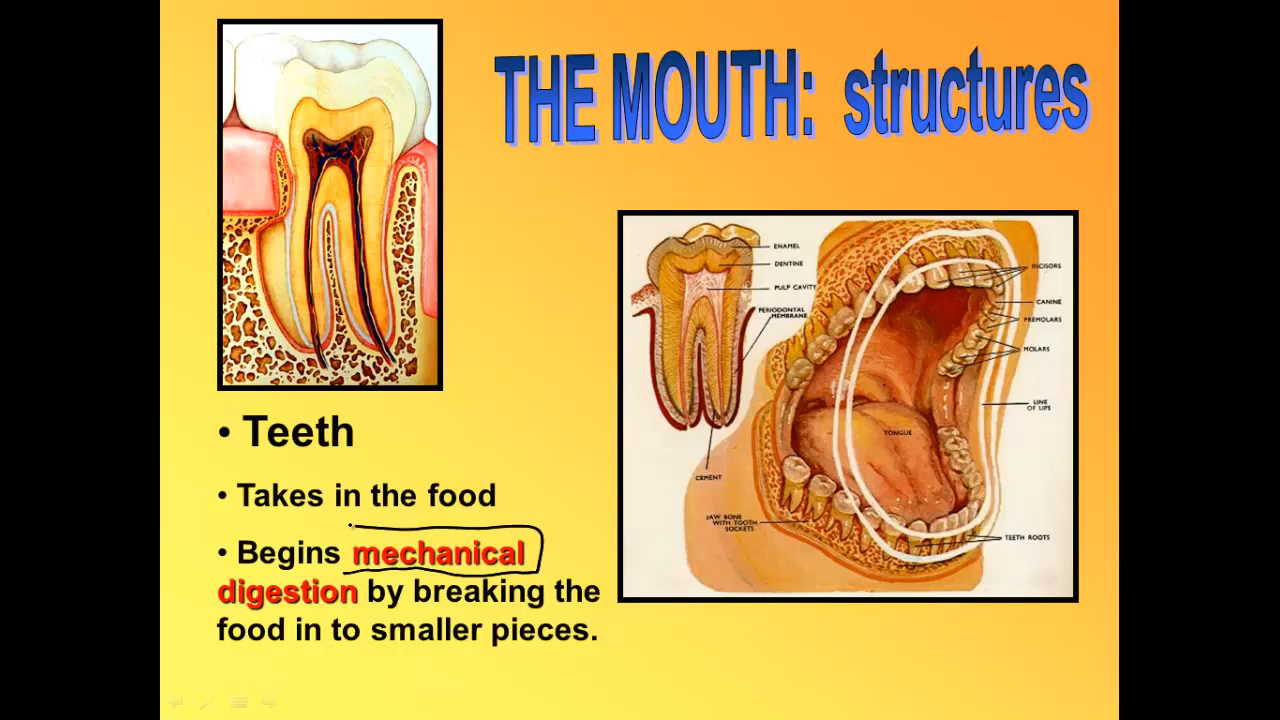 THE MOUTH: structures
ENAMEL
DENTINE
PULP CAVITY
PERIODONTAL
MEMBRANE
CEMENT
JAW BONE
WITH TOOTH
SOCKETS
TONGUE
INCISORS
CANINE
PREMOLARS
MOLARS
LINE
OF LIPS
TEETH ROOTS
• Teeth
• Takes in the food
• Begins mechanical
digestion by breaking the
food in to smaller pieces.